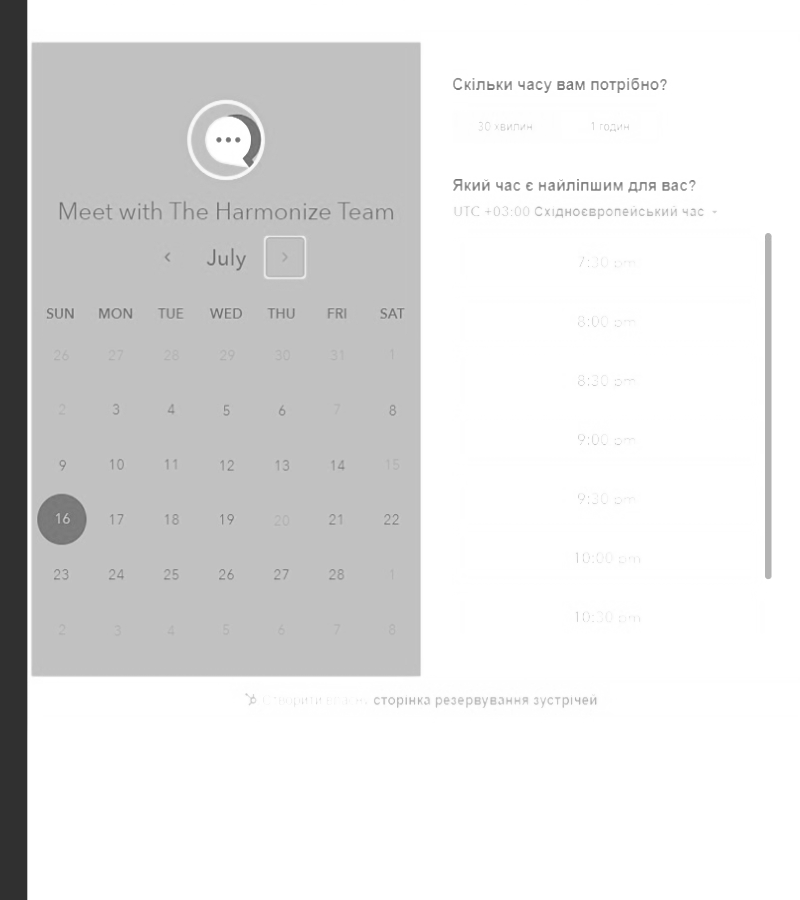 Meet with The Harmonize Team
July
SUN MON TUE WED THU FRI SAT
26 27 28 29 30 31 1
2 3 4 5 6 7 8
9 10 11 12 13 14 15
16 17 18 19 20 21 22
23 24 25 26 27 28 1
2 3 4 5 6 7 8
Скільки часу вам потрібно?
30 хвилин 1 годин
Який час є найліпшим для вас?
UTC +03:00 Східноєвропейський час
7:30 pm
8:00 pm
8:30 pm
9:00 pm
9:30 pm
10:00 pm
10:30 pm
Створити власну сторінка резервування зустрічей